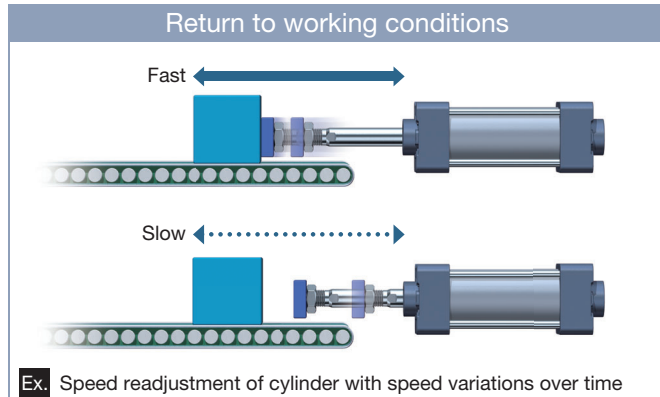 Return to working conditions
Fast
Slow
Ex. Speed readjustment of cylinder with speed variations over time